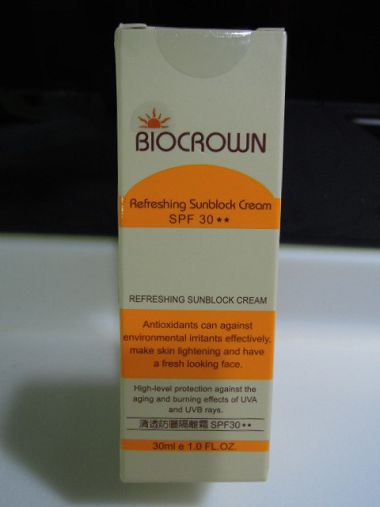 BIOCROWN
Refreshing Sunblock Cream
SPF 30 ★★
REFRESHING SUNBLOCK CREAM
Antioxidants can against
environmental irritants effectively,
make skin lightening and have
a fresh looking face.
High-level protection against the
aging and burning effects of UVA
and UVB rays.
清透防曬隔離霜 SPF30★★
30ml e 1.0 FL.OZ.